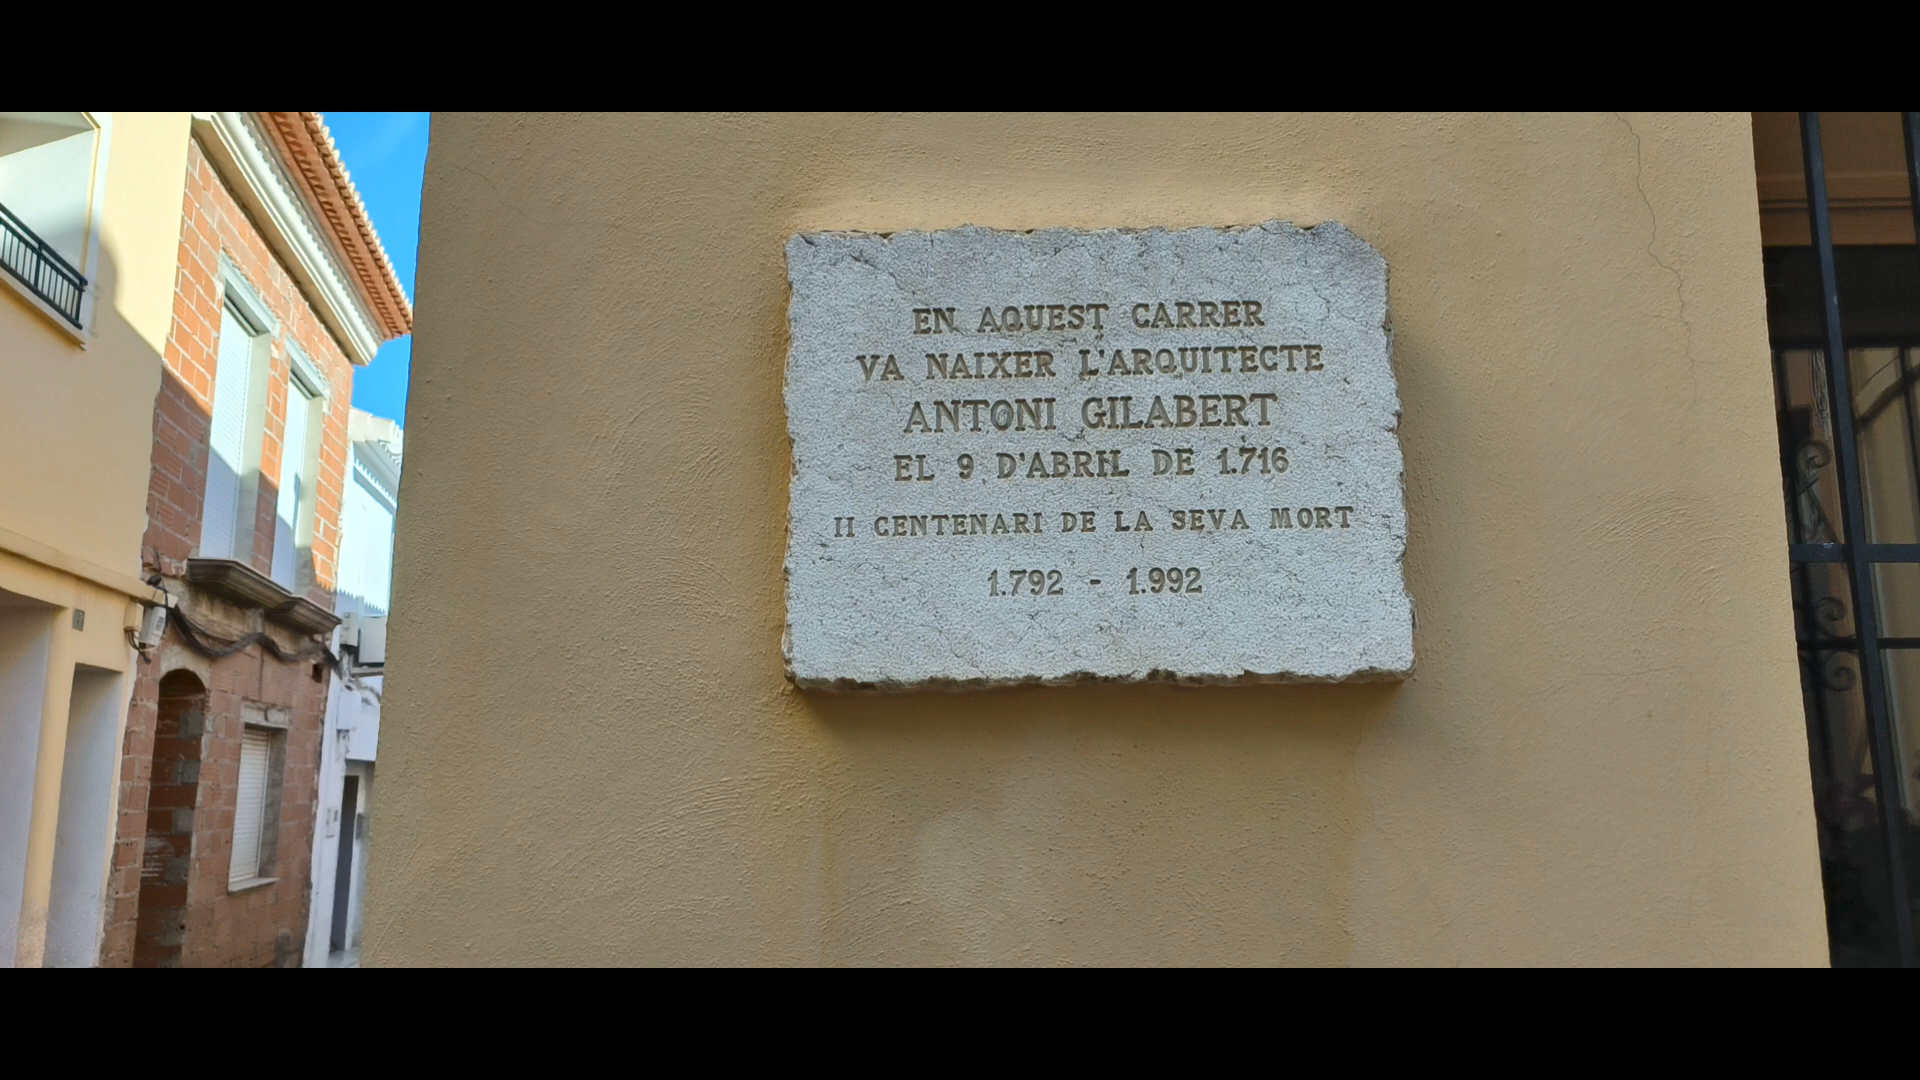 EN AQUEST CARRER
VA NAIXER L'ARQUITECTE
ANTONI GILABERT
EL 9 D'ABRIL DE 1.716
II CENTENARI DE LA SEVA MORT
1.792 - 1.992